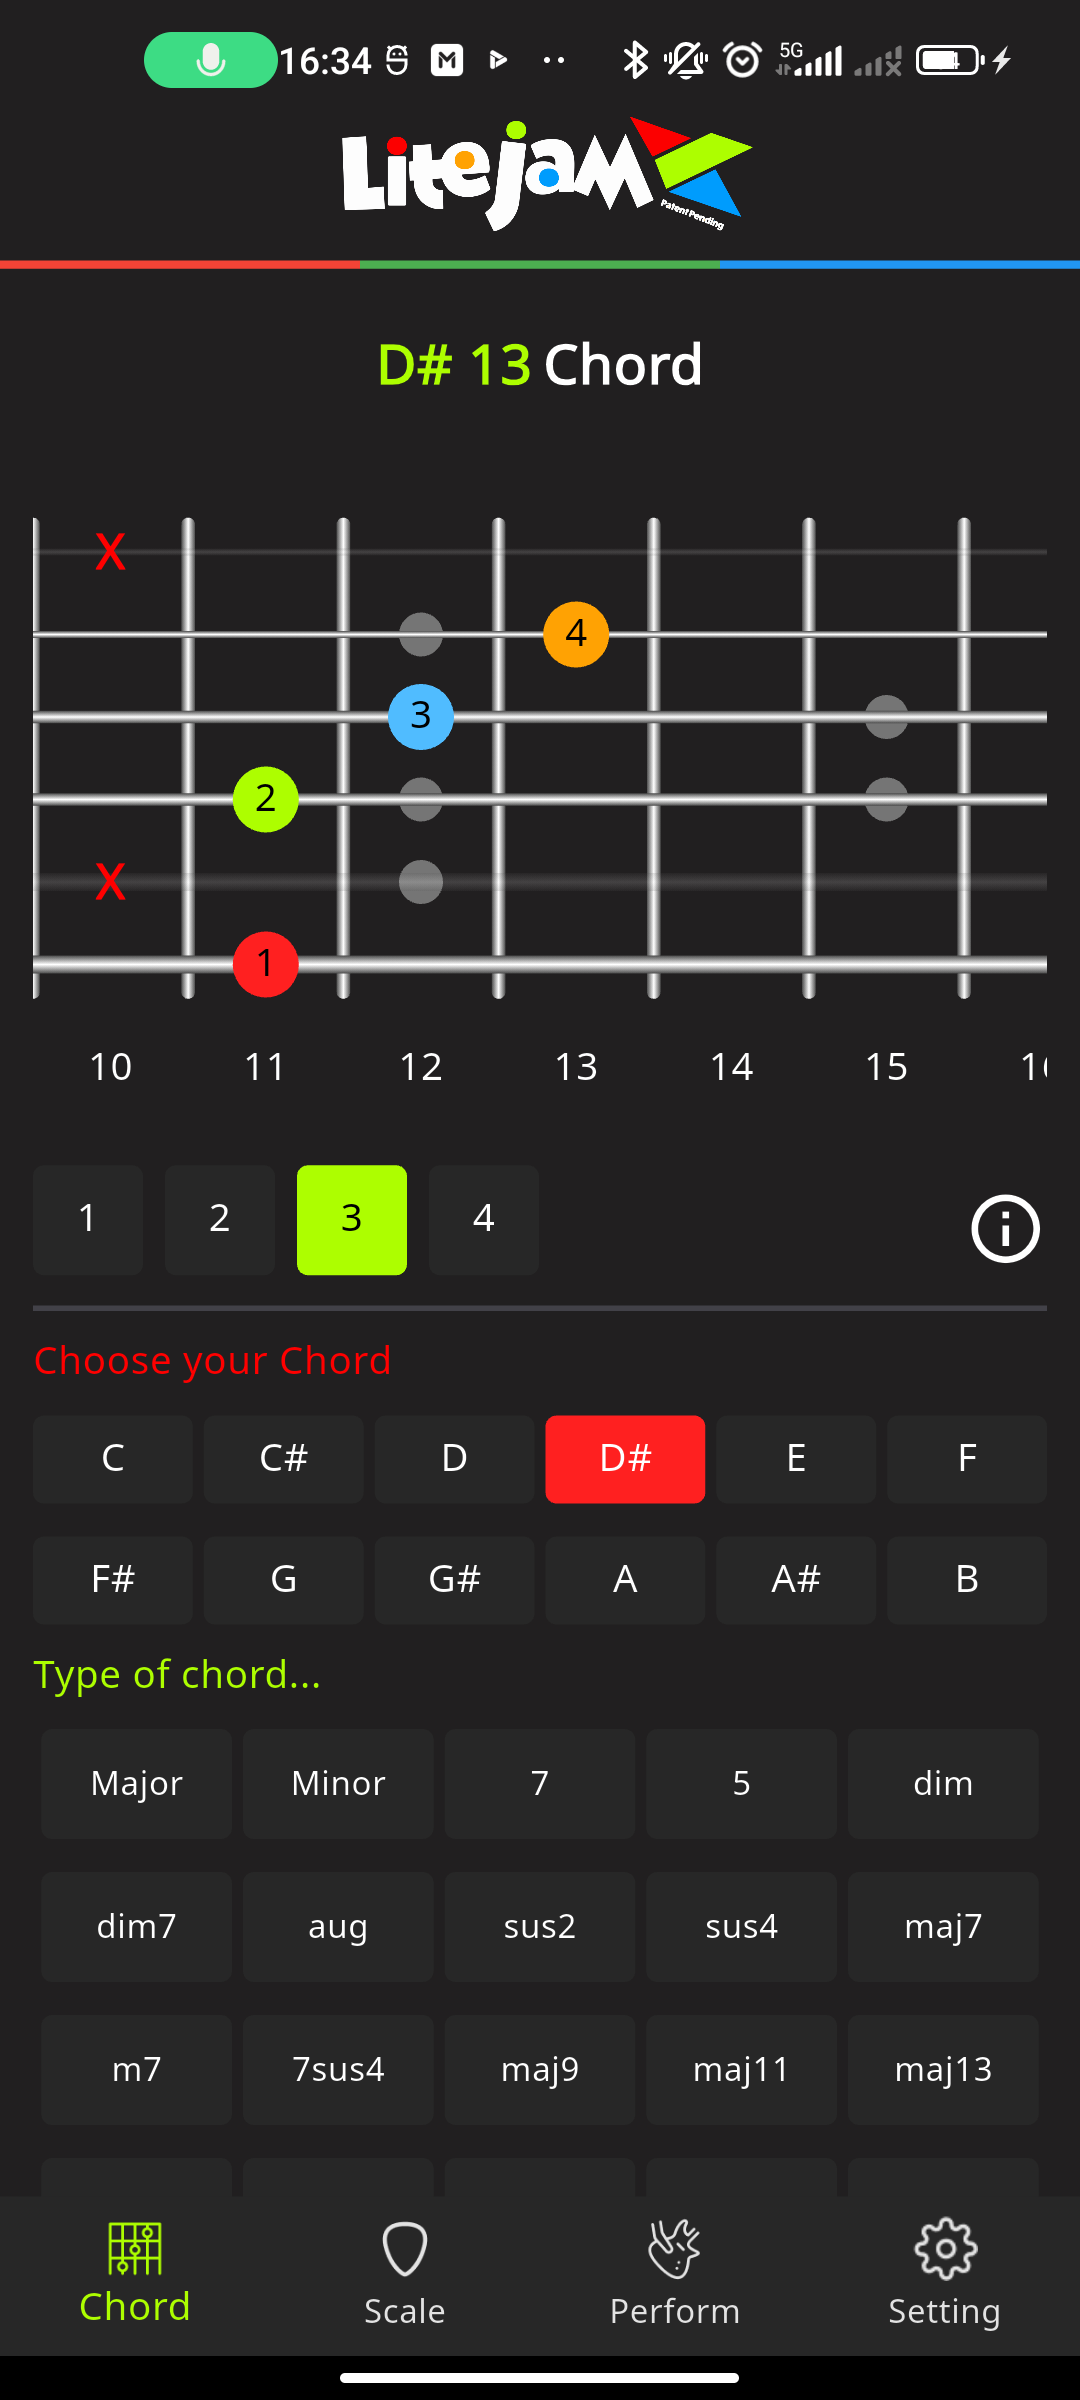 16:34 5G
LitejaM
Patent Pending
D# 13 Chord
X
4
3
2
X
1
10 11 12 13 14 15
1 2 3 4
Choose your Chord
C C# D D# E F
F# G G# A A# B
Type of chord...
Major Minor 7 5 dim
dim7 aug sus2 sus4 maj7
m7 7sus4 maj9 maj11 maj13
Chord Scale Perform Setting